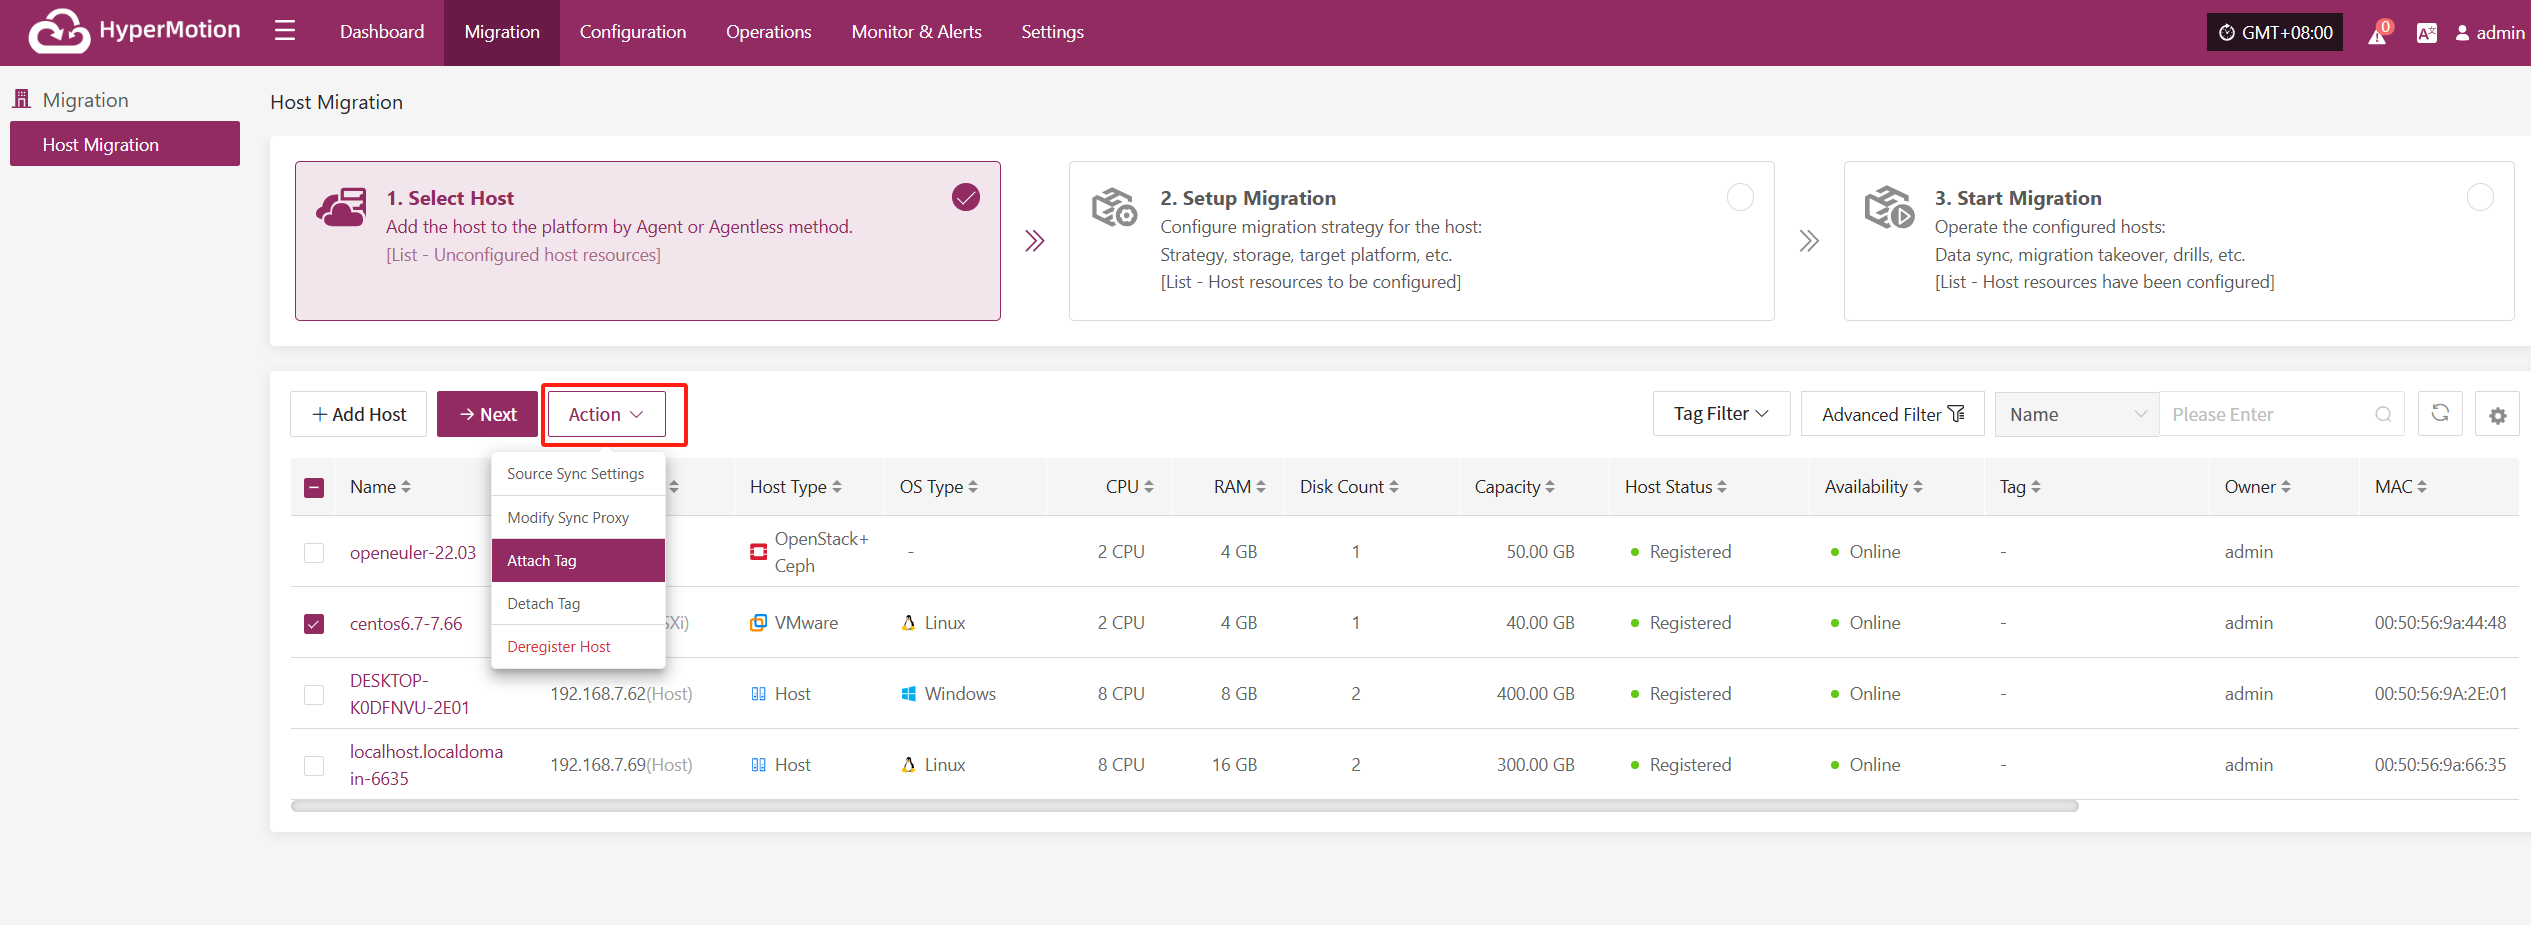 HyperMotion
Dashboard
Migration
Configuration
Operations
Monitor & Alerts
Settings
GMT+08:00
0
admin
Migration
Host Migration
Host Migration
1. Select Host
Add the host to the platform by Agent or Agentless method.
[List - Unconfigured host resources]
2. Setup Migration
Configure migration strategy for the host:
Strategy, storage, target platform, etc.
[List - Host resources to be configured]
3. Start Migration
Operate the configured hosts:
Data sync, migration takeover, drills, etc.
[List - Host resources have been configured]
Add Host
Next
Action
Tag Filter
Advanced Filter
Name
Please Enter
Source Sync Settings
Modify Sync Proxy
Attach Tag
Detach Tag
Deregister Host
Name Host Type OS Type CPU RAM Disk Count Capacity Host Status Availability Tag Owner MAC
openeuler-22.03 OpenStack+
Ceph - 2 CPU 4 GB 1 50.00 GB Registered Online - admin
centos6.7-7.66 SXi) VMware Linux 2 CPU 4 GB 1 40.00 GB Registered Online - admin 00:50:56:9a:44:48
DESKTOP-
K0DFNVU-2E01 192.168.7.62(Host) Host Windows 8 CPU 8 GB 2 400.00 GB Registered Online - admin 00:50:56:9A:2E:01
localhost.localdoma
in-6635 192.168.7.69(Host) Host Linux 8 CPU 16 GB 2 300.00 GB Registered Online - admin 00:50:56:9a:66:35